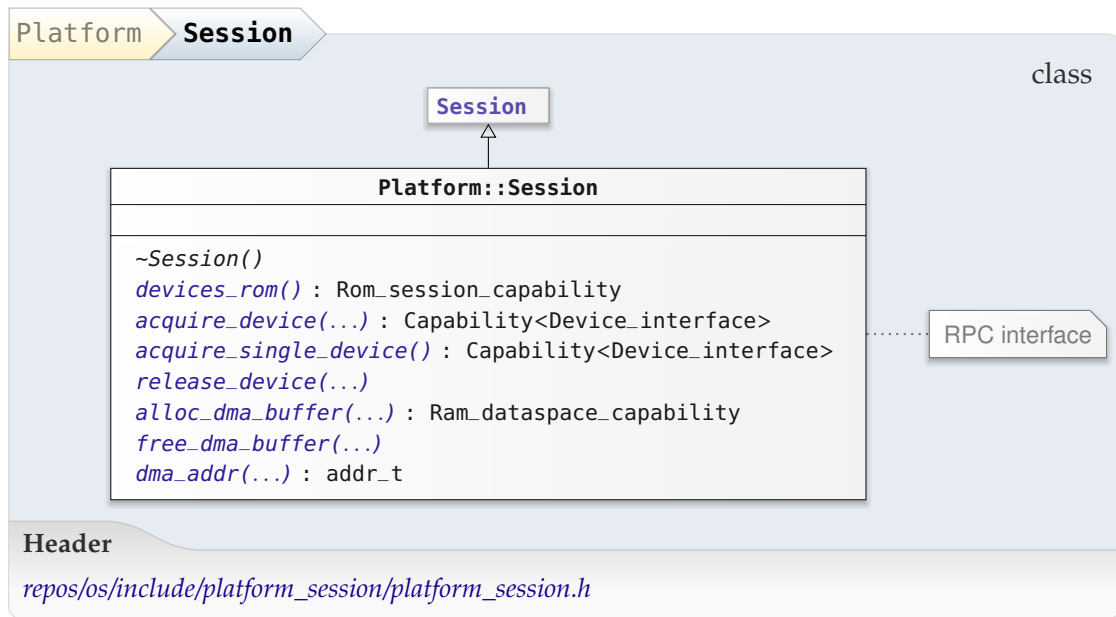 Platform Session
class
Session
Platform::Session
~Session()
devices_rom() : Rom_session_capability
acquire_device(...) : Capability<Device_interface>
acquire_single_device() : Capability<Device_interface>
release_device(...)
alloc_dma_buffer(...) : Ram_dataspace_capability
free_dma_buffer(...)
dma_addr(...) : addr_t
RPC interface
Header
repos/os/include/platform_session/platform_session.h